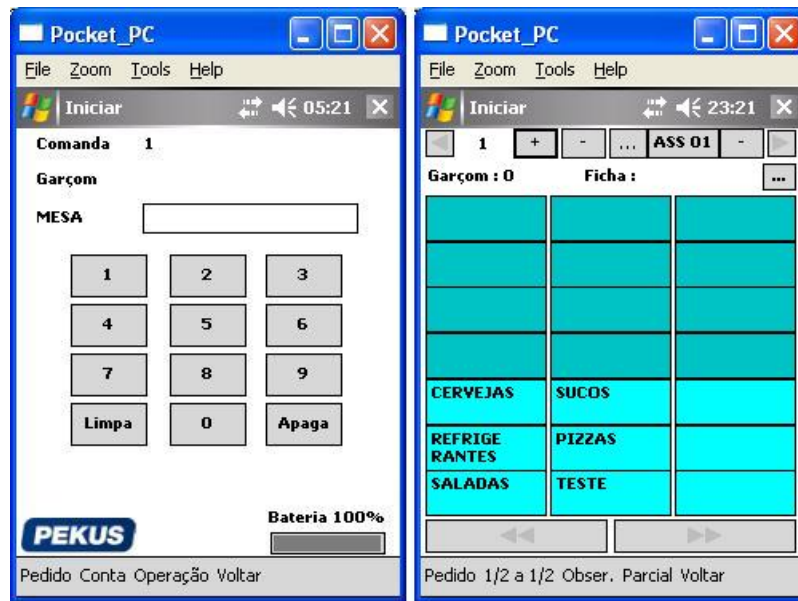 Pocket_PC
File Zoom Tools Help
Iniciar 05:21
Comanda 1
Garçom
MESA
1 2 3
4 5 6
7 8 9
Limpa 0 Apaga
Bateria 100%
PEKUS
Pedido Conta Operação Voltar
Pocket_PC
File Zoom Tools Help
Iniciar 23:21
1 + - ... ASS 01 -
Garçom : 0 Ficha : ...
CERVEJAS SUCOS
REFRIGE
RANTES PIZZAS
SALADAS TESTE
Pedido 1/2 a 1/2 Obser. Parcial Voltar